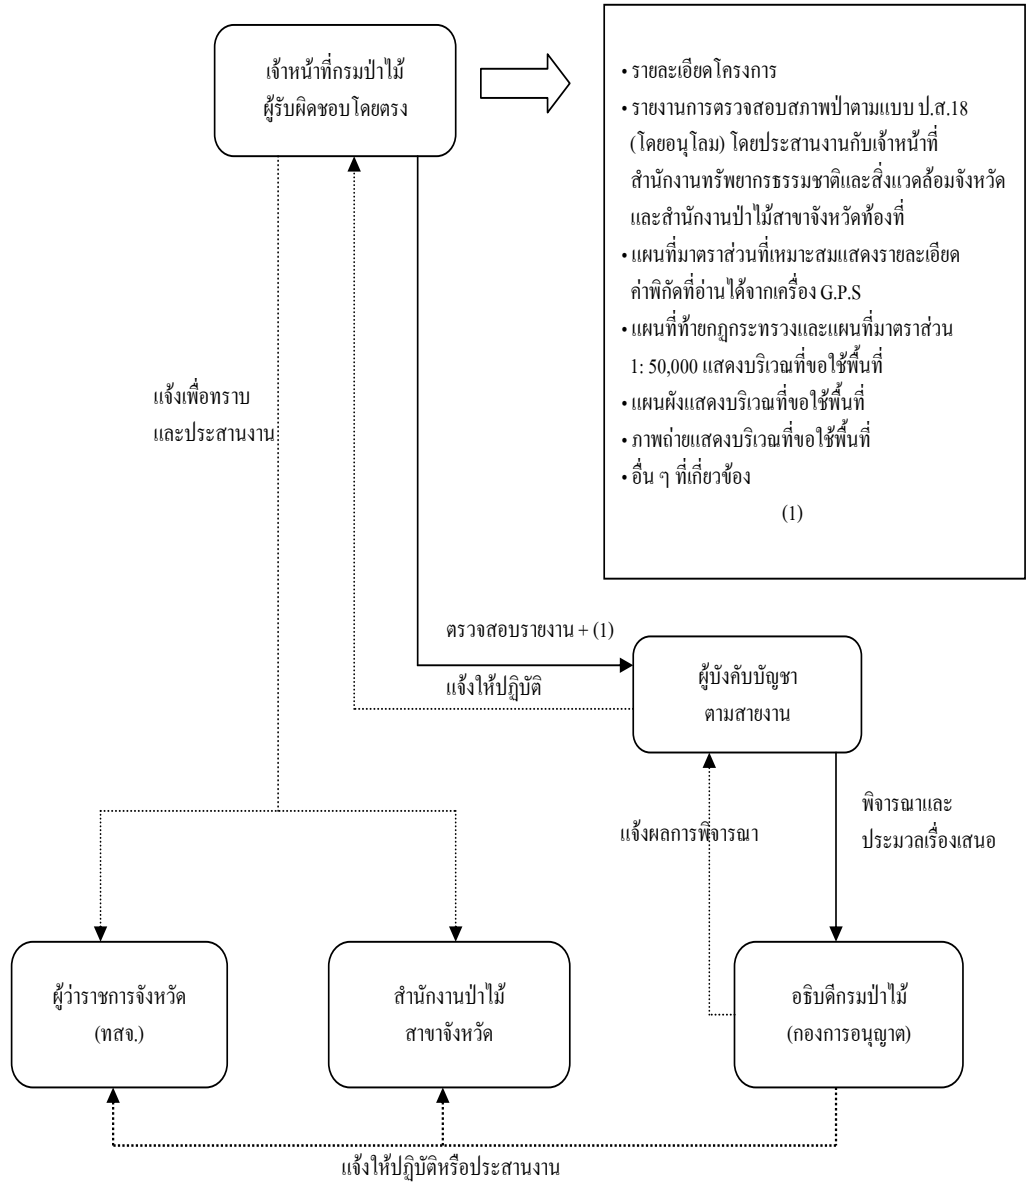 เจ้าหน้าที่กรมป่าไม้
ผู้รับผิดชอบโดยตรง
• รายละเอียดโครงการ
• รายงานการตรวจสอบสภาพป่าตามแบบ ป.ส.18
(โดยอนุโลม) โดยประสานงานกับเจ้าหน้าที่
สำนักงานทรัพยากรธรรมชาติและสิ่งแวดล้อมจังหวัด
และสำนักงานป่าไม้สาขาจังหวัดท้องที่
• แผนที่มาตราส่วนที่เหมาะสมแสดงรายละเอียด
ค่าพิกัดที่อ่านได้จากเครื่อง G.P.S
• แผนที่ท้ายกฎกระทรวงและแผนที่มาตราส่วน
1: 50,000 แสดงบริเวณที่ขอใช้พื้นที่
• แผนผังแสดงบริเวณที่ขอใช้พื้นที่
• ภาพถ่ายแสดงบริเวณที่ขอใช้พื้นที่
• อื่น ๆ ที่เกี่ยวข้อง
(1)
แจ้งเพื่อทราบ
และประสานงาน
ตรวจสอบรายงาน + (1)
แจ้งให้ปฏิบัติ
ผู้บังคับบัญชา
ตามสายงาน
แจ้งผลการพิจารณา
พิจารณาและ
ประมวลเรื่องเสนอ
ผู้ว่าราชการจังหวัด
(ทสจ.)
สำนักงานป่าไม้
สาขาจังหวัด
อธิบดีกรมป่าไม้
(กองการอนุญาต)
แจ้งให้ปฏิบัติหรือประสานงาน